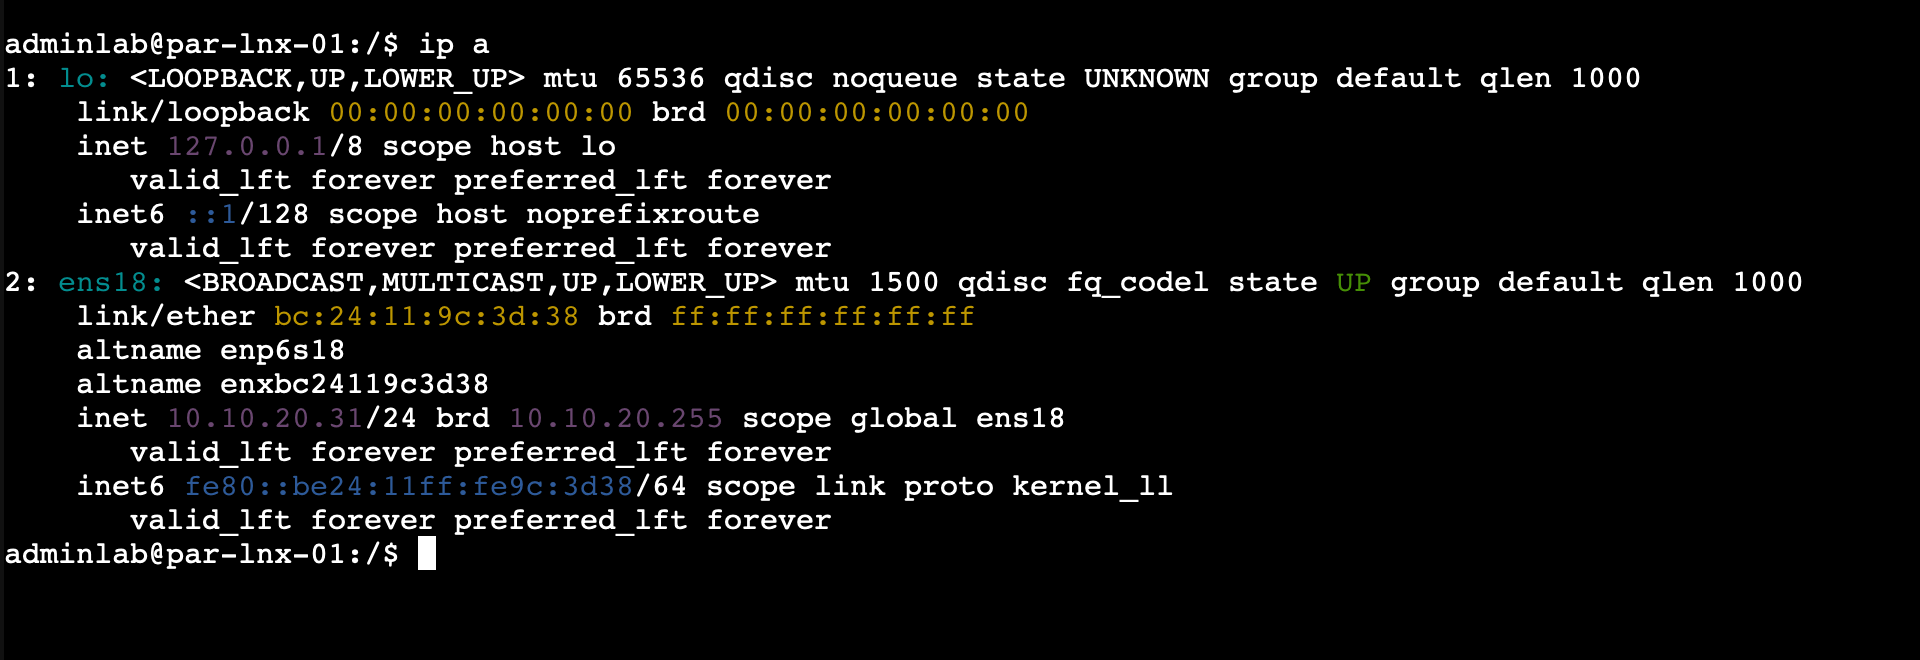 adminlab@par-lnx-01:/$ ip a
1: lo: <LOOPBACK,UP,LOWER_UP> mtu 65536 qdisc noqueue state UNKNOWN group default qlen 1000
    link/loopback 00:00:00:00:00:00 brd 00:00:00:00:00:00
    inet 127.0.0.1/8 scope host lo
       valid_lft forever preferred_lft forever
    inet6 ::1/128 scope host noprefixroute
       valid_lft forever preferred_lft forever
2: ens18: <BROADCAST,MULTICAST,UP,LOWER_UP> mtu 1500 qdisc fq_codel state UP group default qlen 1000
    link/ether bc:24:11:9c:3d:38 brd ff:ff:ff:ff:ff:ff
    altname enp6s18
    altname enxbc24119c3d38
    inet 10.10.20.31/24 brd 10.10.20.255 scope global ens18
       valid_lft forever preferred_lft forever
    inet6 fe80::be24:11ff:fe9c:3d38/64 scope link proto kernel_ll
       valid_lft forever preferred_lft forever
adminlab@par-lnx-01:/$